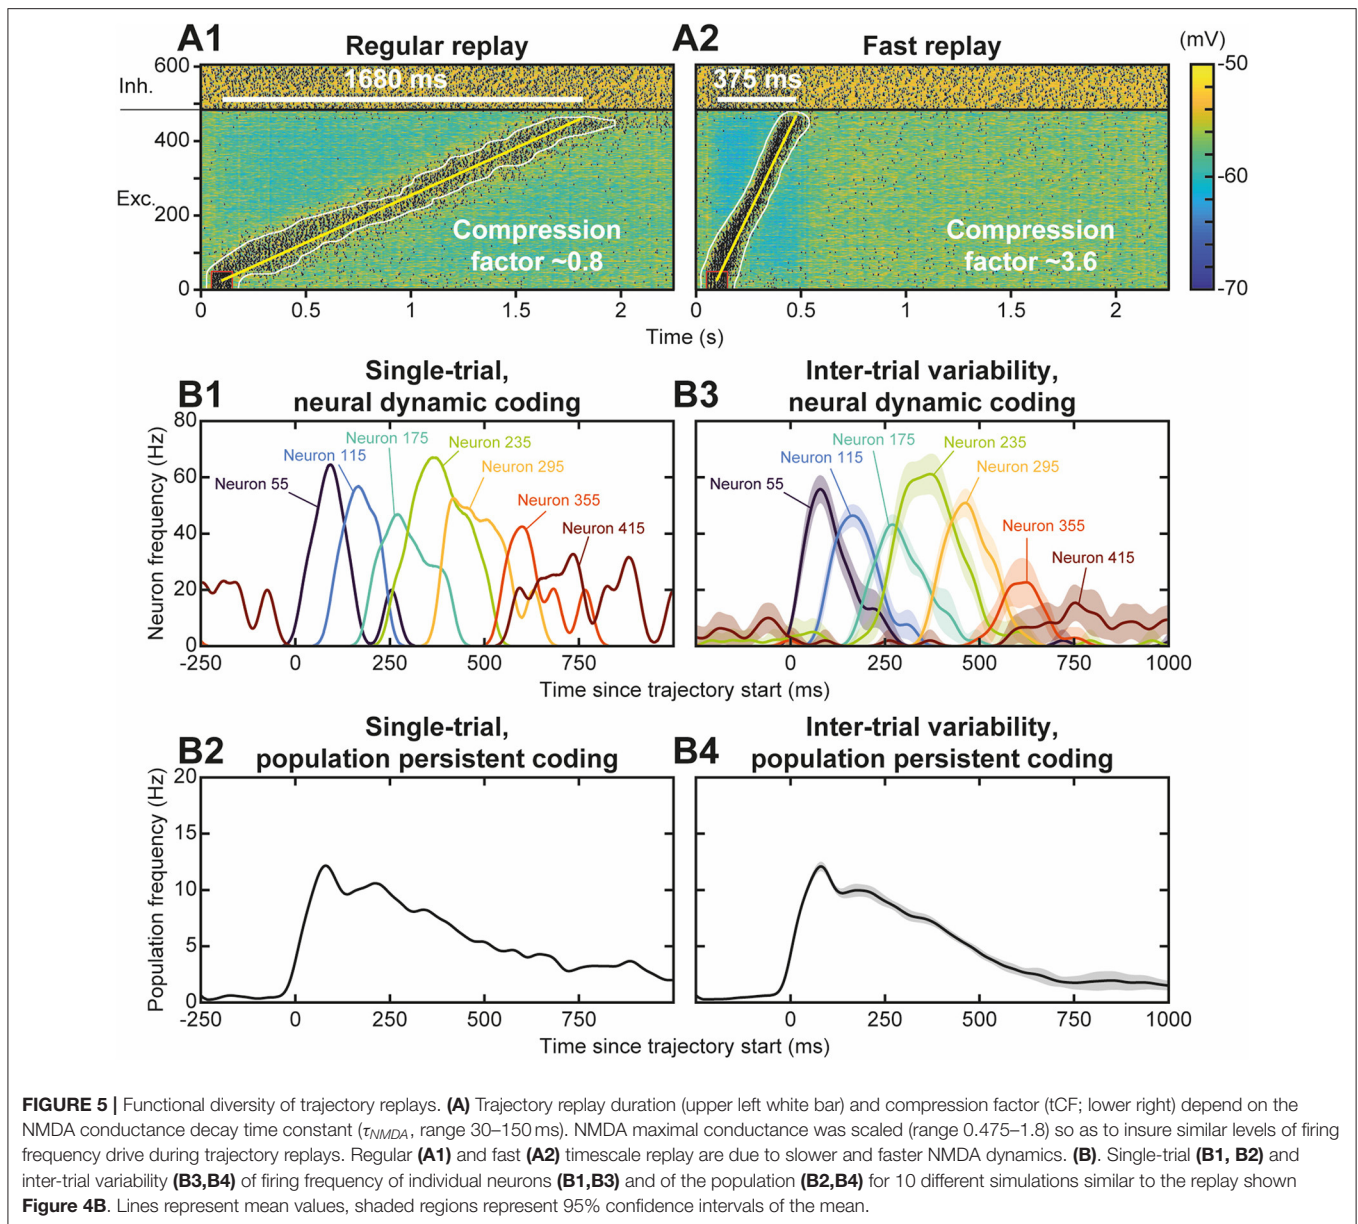 A1
Regular replay
A2
Fast replay
(mV)
600
1680 ms
375 ms
-50
Inh.
400
Exc.
-60
200
Compression
factor ~0.8
Compression
factor ~3.6
0
-70
0
0.5
1
1.5
2
0
0.5
1
1.5
2
Time (s)
B1
Single-trial,
neural dynamic coding
B3
Inter-trial variability,
neural dynamic coding
80
60
40
20
0
Neuron frequency (Hz)
Neuron 55
Neuron 115
Neuron 175
Neuron 235
Neuron 295
Neuron 355
Neuron 415
Neuron 55
Neuron 115
Neuron 175
Neuron 235
Neuron 295
Neuron 355
Neuron 415
-250
0
250
500
750
0
250
500
750
1000
Time since trajectory start (ms)
Time since trajectory start (ms)
B2
Single-trial,
population persistent coding
B4
Inter-trial variability,
population persistent coding
20
15
10
5
0
Population frequency (Hz)
-250
0
250
500
750
0
250
500
750
1000
Time since trajectory start (ms)
Time since trajectory start (ms)
FIGURE 5 | Functional diversity of trajectory replays. (A) Trajectory replay duration (upper left white bar) and compression factor (tCF; lower right) depend on the
NMDA conductance decay time constant (τNMDA, range 30–150 ms). NMDA maximal conductance was scaled (range 0.475–1.8) so as to insure similar levels of firing
frequency drive during trajectory replays. Regular (A1) and fast (A2) timescale replay are due to slower and faster NMDA dynamics. (B). Single-trial (B1, B2) and
inter-trial variability (B3,B4) of firing frequency of individual neurons (B1,B3) and of the population (B2,B4) for 10 different simulations similar to the replay shown
Figure 4B. Lines represent mean values, shaded regions represent 95% confidence intervals of the mean.